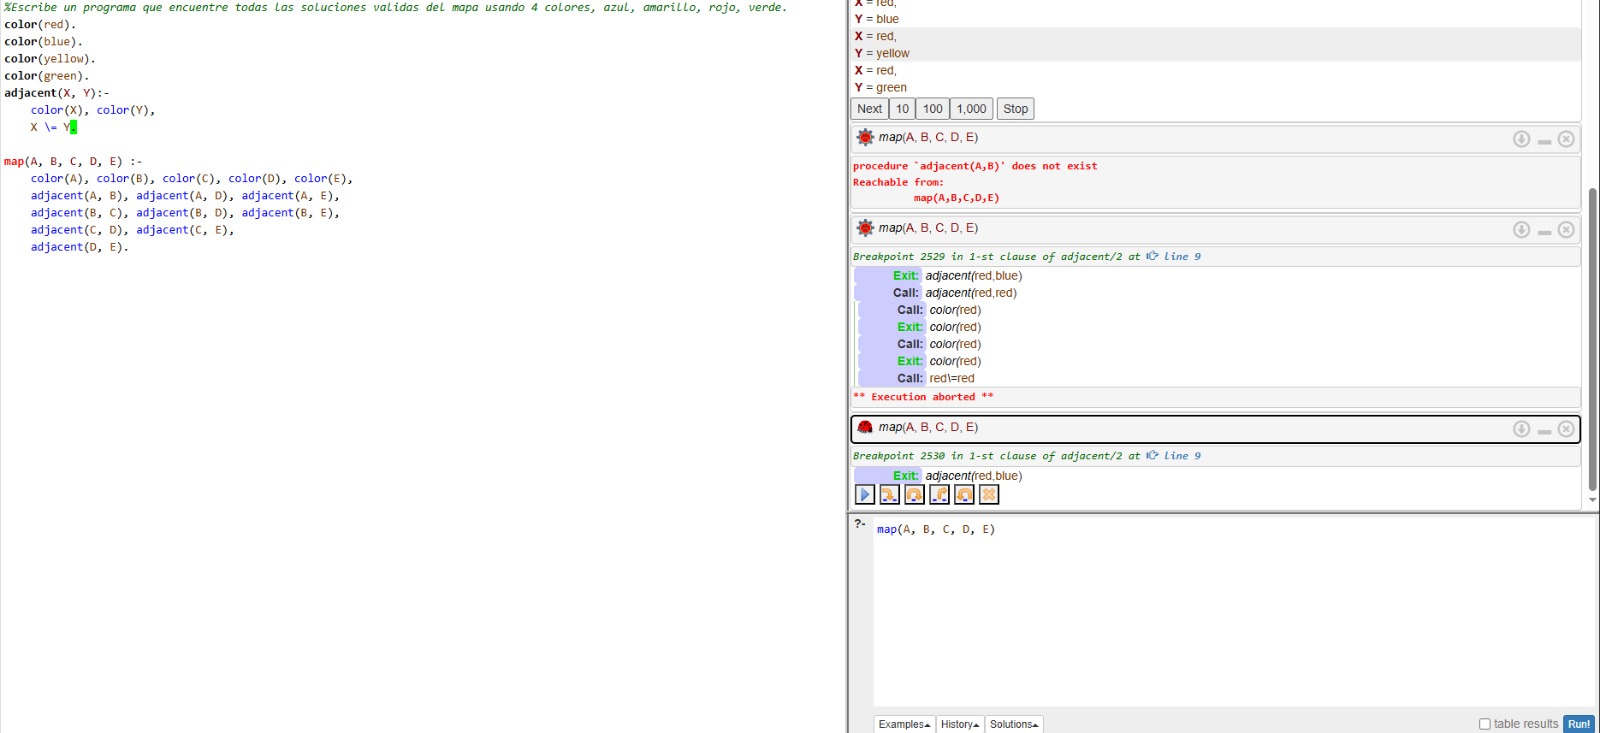 %Escribe un programa que encuentre todas las soluciones validas del mapa usando 4 colores, azul, amarillo, rojo, verde.
color(red).
color(blue).
color(yellow).
color(green).
adjacent(X, Y):-
color(X), color(Y),
X \= Y.
map(A, B, C, D, E) :-
color(A), color(B), color(C), color(D), color(E),
adjacent(A, B), adjacent(A, D), adjacent(A, E),
adjacent(B, C), adjacent(B, D), adjacent(B, E),
adjacent(C, D), adjacent(C, E),
adjacent(D, E).
X = red,
Y = blue
X = red,
Y = yellow
X = red,
Y = green
Next 10 100 1,000 Stop
map(A, B, C, D, E)
procedure `adjacent(A,B)' does not exist
Reachable from:
map(A,B,C,D,E)
map(A, B, C, D, E)
Breakpoint 2529 in 1-st clause of adjacent/2 at line 9
Exit: adjacent(red,blue)
Call: adjacent(red,red)
Call: color(red)
Exit: color(red)
Call: color(red)
Exit: color(red)
Call: red\=red
** Execution aborted **
map(A, B, C, D, E)
Breakpoint 2530 in 1-st clause of adjacent/2 at line 9
Exit: adjacent(red,blue)
?- map(A, B, C, D, E)
Examples History Solutions table results Run!